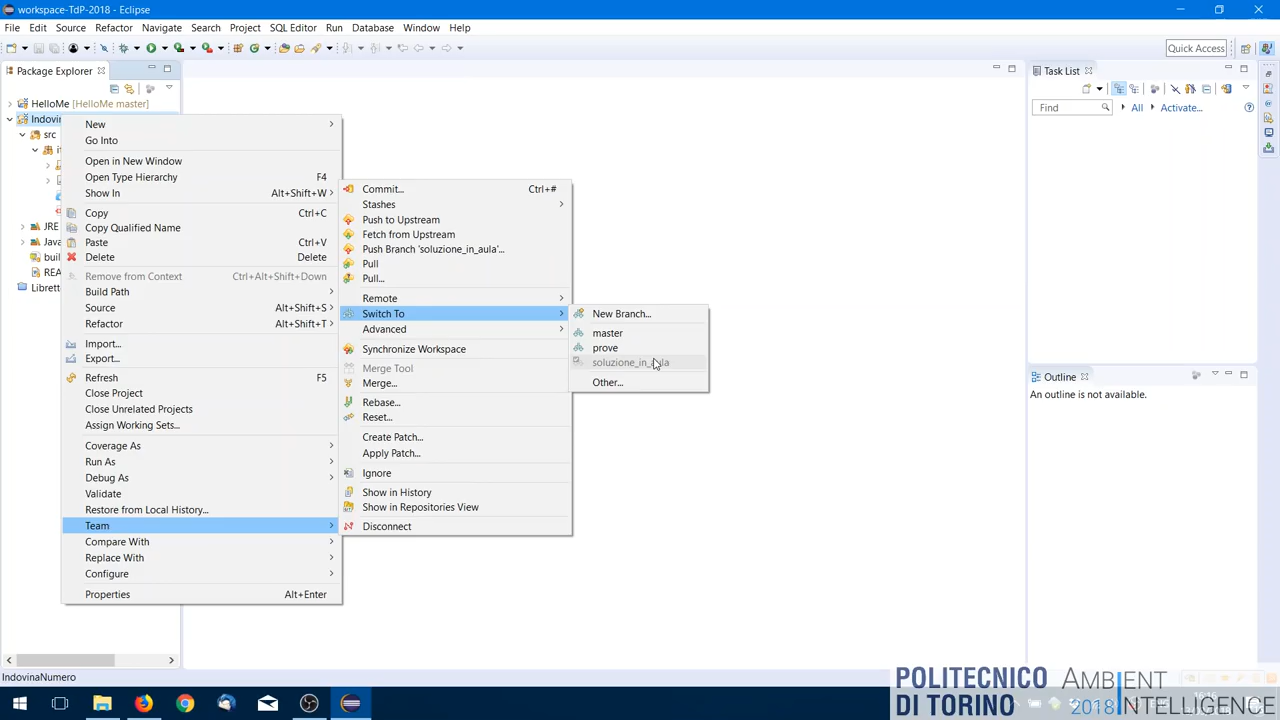 workspace-TdP-2018 - Eclipse
File Edit Source Refactor Navigate Search Project SQL Editor Run Database Window Help
Quick Access
Package Explorer
HelloMe [HelloMe master]
Indovina
src
JRE
Java
Librett
New
Go Into
Open in New Window
Open Type Hierarchy F4
Show In Alt+Shift+W
Copy Ctrl+C
Copy Qualified Name
Paste Ctrl+V
Delete Delete
Remove from Context Ctrl+Alt+Shift+Down
Build Path
Source Alt+Shift+S
Refactor Alt+Shift+T
Import...
Export...
Refresh F5
Close Project
Close Unrelated Projects
Assign Working Sets...
Coverage As
Run As
Debug As
Validate
Restore from Local History...
Team
Compare With
Replace With
Configure
Properties Alt+Enter
Commit... Ctrl+#
Stashes
Push to Upstream
Fetch from Upstream
Push Branch 'soluzione_in_aula'...
Pull
Pull...
Remote
Switch To
Advanced
Synchronize Workspace
Merge Tool
Merge...
Rebase...
Reset...
Create Patch...
Apply Patch...
Ignore
Show in History
Show in Repositories View
Disconnect
New Branch...
master
prove
soluzione_in_aula
Other...
Task List
Find All Activate...
Outline
An outline is not available.
IndovinaNumero
POLITECNICO
DI TORINO
AMBIENT
2018 INTELLIGENCE